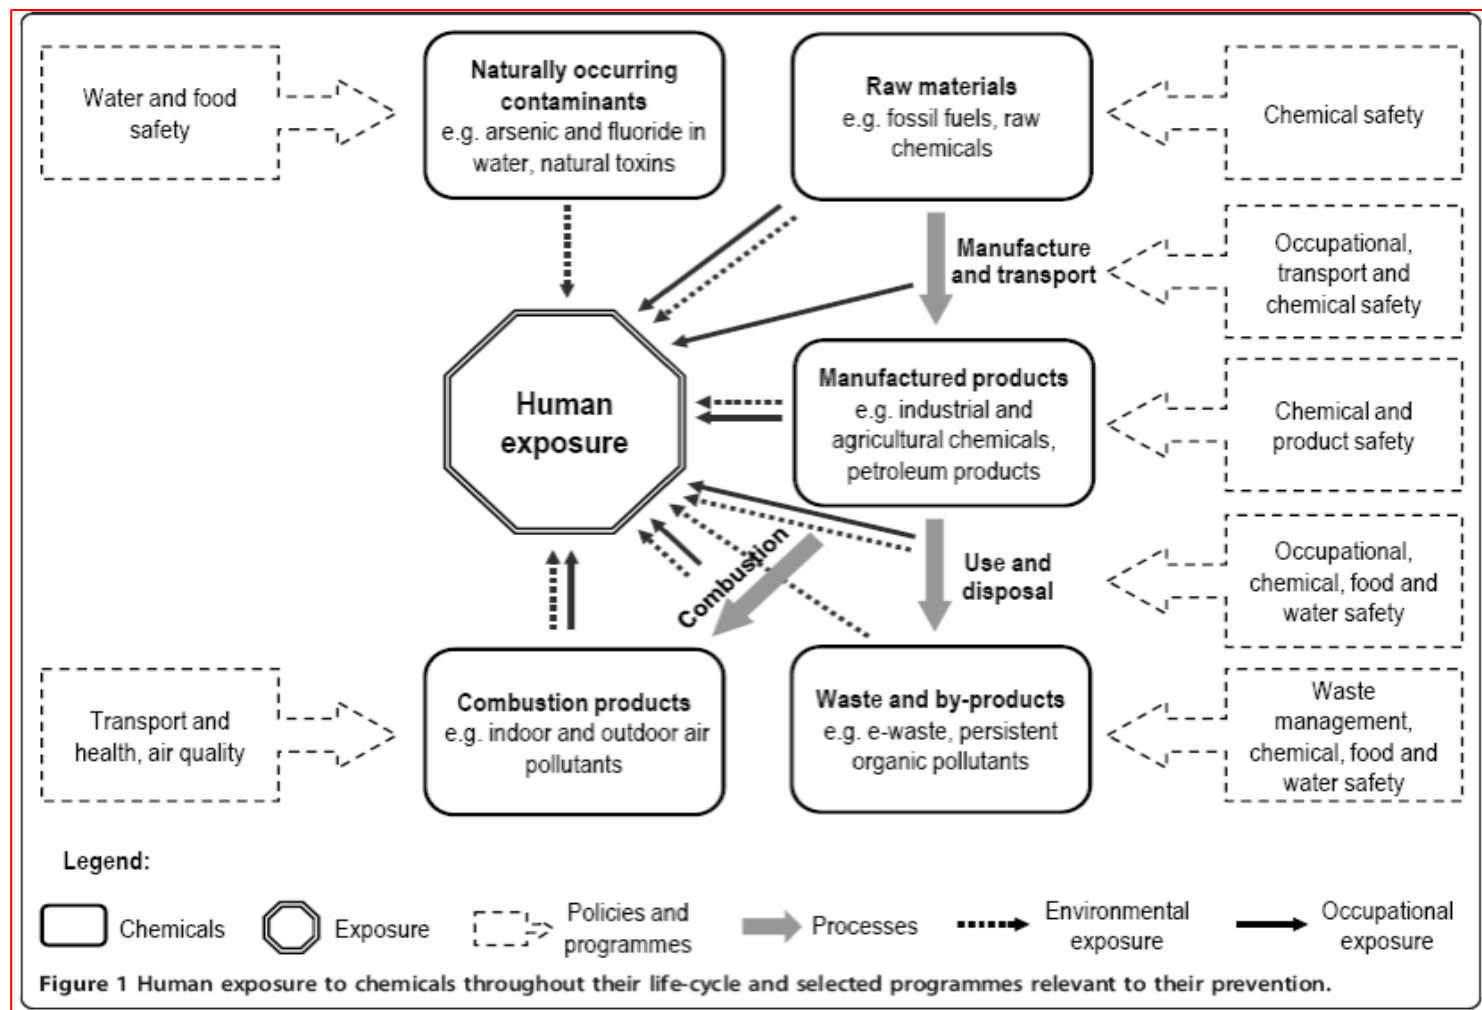 Water and food
safety
Naturally occurring
contaminants
e.g. arsenic and fluoride in
water, natural toxins
Raw materials
e.g. fossil fuels, raw
chemicals
Chemical safety
Manufacture
and transport
Occupational,
transport and
chemical safety
Human
exposure
Manufactured products
e.g. industrial and
agricultural chemicals,
petroleum products
Chemical and
product safety
Combustion
Use and
disposal
Occupational,
chemical, food and
water safety
Transport and
health, air quality
Combustion products
e.g. indoor and outdoor air
pollutants
Waste and by-products
e.g. e-waste, persistent
organic pollutants
Waste
management,
chemical, food and
water safety
Legend:
Chemicals
Exposure
Policies and
programmes
Processes
Environmental
exposure
Occupational
exposure
Figure 1 Human exposure to chemicals throughout their life-cycle and selected programmes relevant to their prevention.